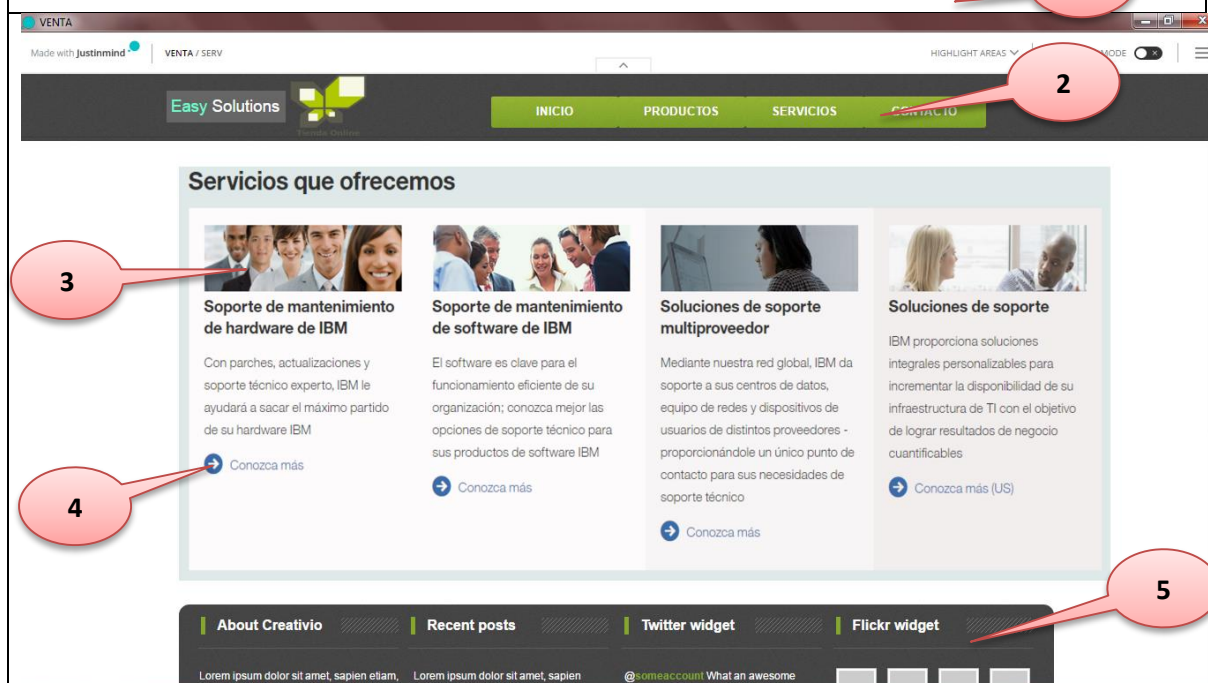 VENTA
Made with Justinmind
VENTA / SERV
HIGHLIGHT AREAS
MODE
2
Easy Solutions
Tienda Online
INICIO
PRODUCTOS
SERVICIOS
CONTACTO
Servicios que ofrecemos
3
Soporte de mantenimiento
de hardware de IBM
Con parches, actualizaciones y
soporte técnico experto, IBM le
ayudará a sacar el máximo partido
de su hardware IBM
Conozca más
4
Soporte de mantenimiento
de software de IBM
El software es clave para el
funcionamiento eficiente de su
organización; conozca mejor las
opciones de soporte técnico para
sus productos de software IBM
Conozca más
Soluciones de soporte
multiproveedor
Mediante nuestra red global, IBM da
soporte a sus centros de datos,
equipo de redes y dispositivos de
usuarios de distintos proveedores -
proporcionándole un único punto de
contacto para sus necesidades de
soporte técnico
Conozca más
Soluciones de soporte
IBM proporciona soluciones
integrales personalizables para
incrementar la disponibilidad de su
infraestructura de TI con el objetivo
de lograr resultados de negocio
cuantificables
Conozca más (US)
5
About Creativio
Lorem ipsum dolor sit amet, sapien etiam,
Recent posts
Lorem ipsum dolor sit amet, sapien
Twitter widget
@someaccount What an awesome
Flickr widget